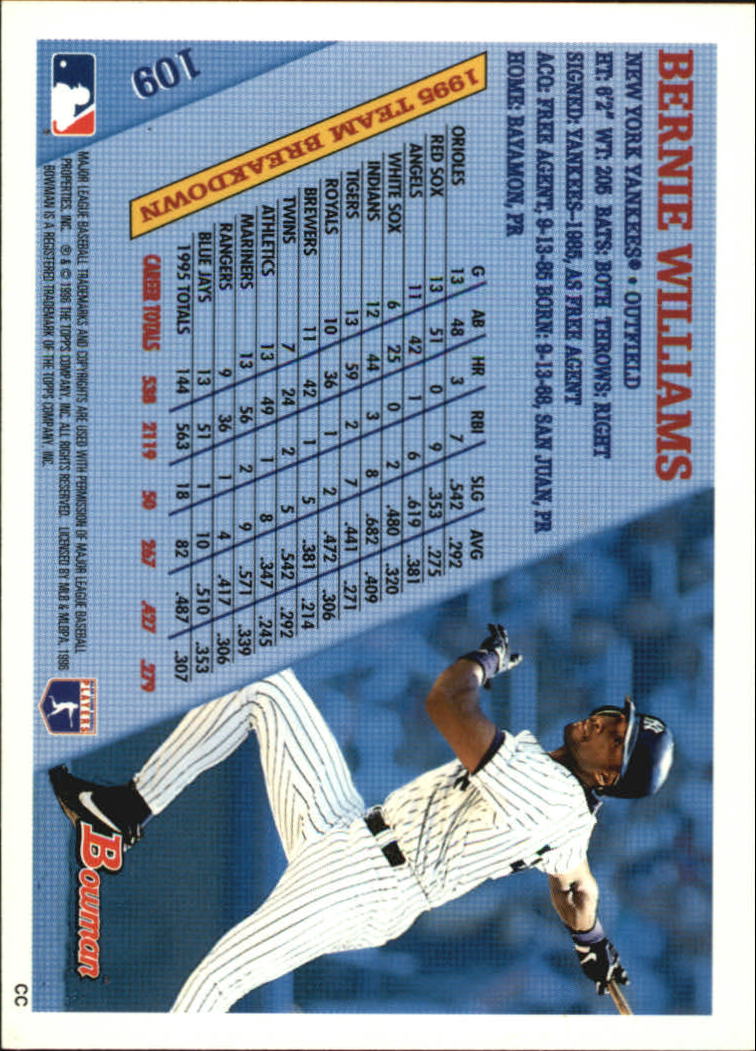 BERNIE WILLIAMS
NEW YORK YANKEES® • OUTFIELD
HT: 6'2" WT: 205 BATS: BOTH THROWS: RIGHT
SIGNED: YANKEES-1985, AS FREE AGENT
ACQ: FREE AGENT, 9-13-85 BORN: 9-13-68, SAN JUAN, PR
HOME: BAYAMON, PR
1995 TEAM BREAKDOWN
G AB HR RBI SLG AVG
ORIOLES 13 48 3 7 .542 .292
RED SOX 13 51 0 9 .353 .275
ANGELS 11 42 1 6 .619 .381
WHITE SOX 6 25 0 2 .480 .320
INDIANS 12 44 3 8 .682 .409
TIGERS 13 59 2 7 .441 .271
ROYALS 10 36 1 2 .472 .306
BREWERS 11 42 1 5 .381 .214
TWINS 7 24 2 5 .542 .292
ATHLETICS 13 49 1 8 .347 .245
MARINERS 13 56 2 9 .571 .339
RANGERS 9 36 1 4 .417 .306
BLUE JAYS 13 51 1 10 .510 .353
1995 TOTALS 144 563 18 82 .487 .307
CAREER TOTALS 538 2119 50 267 .427 .279
109
MAJOR LEAGUE BASEBALL TRADEMARKS AND COPYRIGHTS ARE USED WITH PERMISSION OF MAJOR LEAGUE BASEBALL
PROPERTIES, INC. ® & © 1996 THE TOPPS COMPANY, INC. ALL RIGHTS RESERVED. LICENSED BY MLB & MLBPA. 1996
BOWMAN IS A REGISTERED TRADEMARK OF THE TOPPS COMPANY, INC.
PLAYERS
Bowman
CC